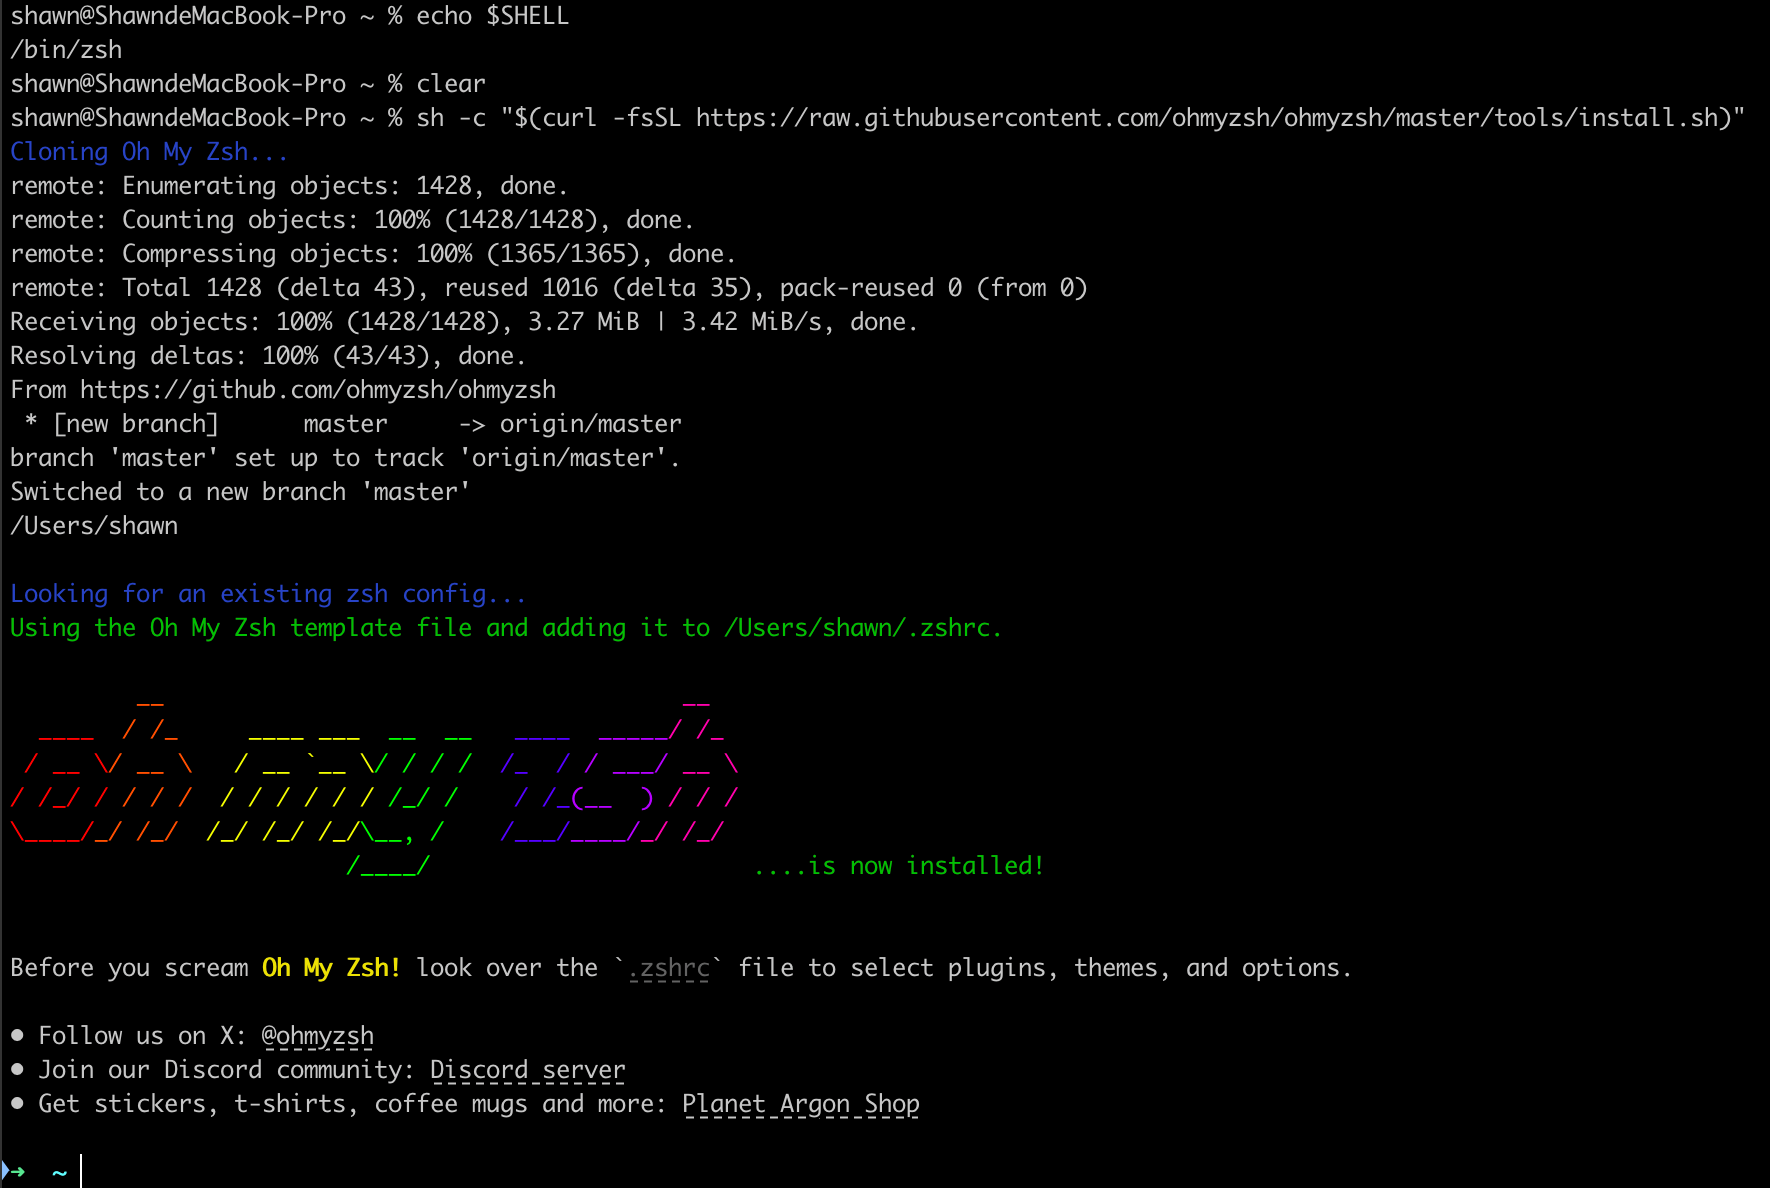 shawn@ShawndeMacBook-Pro ~ % echo $SHELL
/bin/zsh
shawn@ShawndeMacBook-Pro ~ % clear
shawn@ShawndeMacBook-Pro ~ % sh -c "$(curl -fsSL https://raw.githubusercontent.com/ohmyzsh/ohmyzsh/master/tools/install.sh)"
Cloning Oh My Zsh...
remote: Enumerating objects: 1428, done.
remote: Counting objects: 100% (1428/1428), done.
remote: Compressing objects: 100% (1365/1365), done.
remote: Total 1428 (delta 43), reused 1016 (delta 35), pack-reused 0 (from 0)
Receiving objects: 100% (1428/1428), 3.27 MiB | 3.42 MiB/s, done.
Resolving deltas: 100% (43/43), done.
From https://github.com/ohmyzsh/ohmyzsh
 * [new branch]      master     -> origin/master
branch 'master' set up to track 'origin/master'.
Switched to a new branch 'master'
/Users/shawn
Looking for an existing zsh config...
Using the Oh My Zsh template file and adding it to /Users/shawn/.zshrc.
oh my zsh
....is now installed!
Before you scream Oh My Zsh! look over the `.zshrc` file to select plugins, themes, and options.
• Follow us on X: @ohmyzsh
• Join our Discord community: Discord server
• Get stickers, t-shirts, coffee mugs and more: Planet Argon Shop
➜  ~